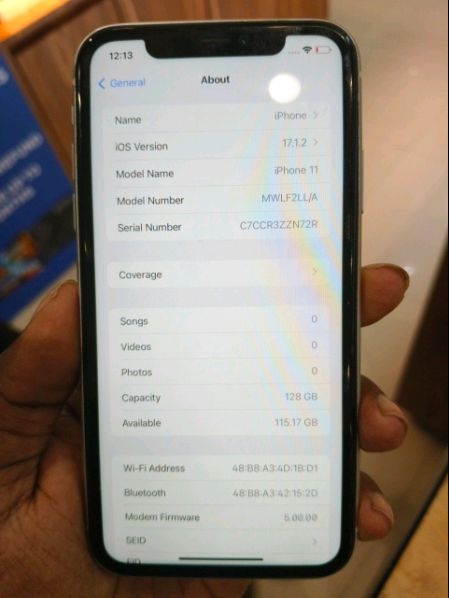 12:13
General
About
Name iPhone
iOS Version 17.1.2
Model Name iPhone 11
Model Number MWLF2LL/A
Serial Number C7CCR3ZZN72R
Coverage
Songs 0
Videos 0
Photos 0
Capacity 128 GB
Available 115.17 GB
Wi-Fi Address 48:B8:A3:4D:1B:D1
Bluetooth 48:B8:A3:42:15:2D
Modem Firmware 5.00.00
SEID
EID